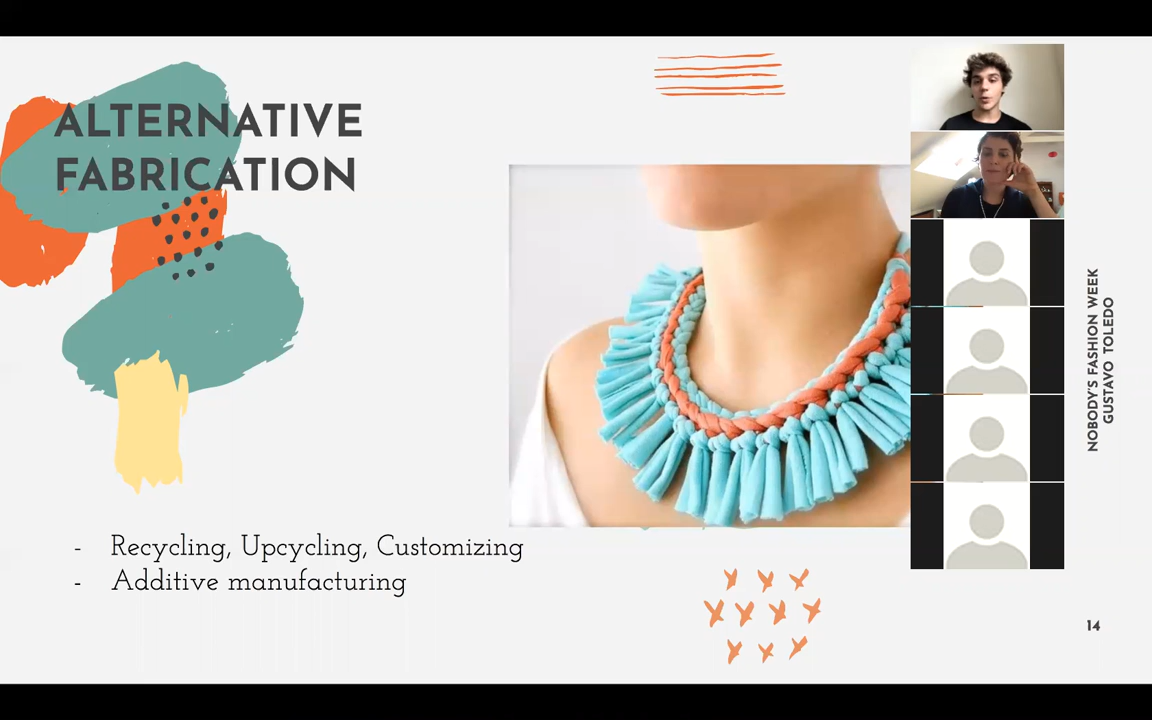 ALTERNATIVE
FABRICATION
- Recycling, Upcycling, Customizing
- Additive manufacturing
NOBODY'S FASHION WEEK
GUSTAVO TOLEDO
14